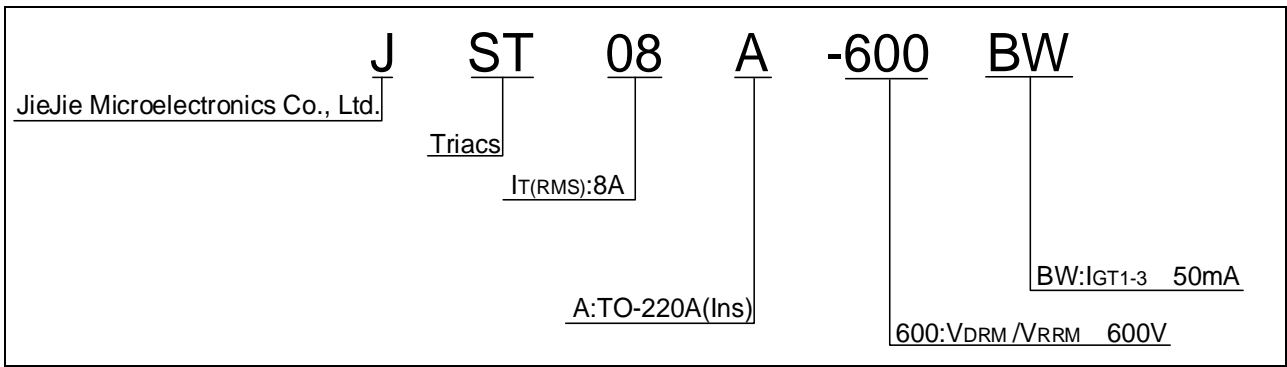 J ST 08 A -600 BW
JieJie Microelectronics Co., Ltd.
Triacs
IT(RMS):8A
BW:IGT1-3 50mA
A:TO-220A(Ins)
600:VDRM /VRRM 600V